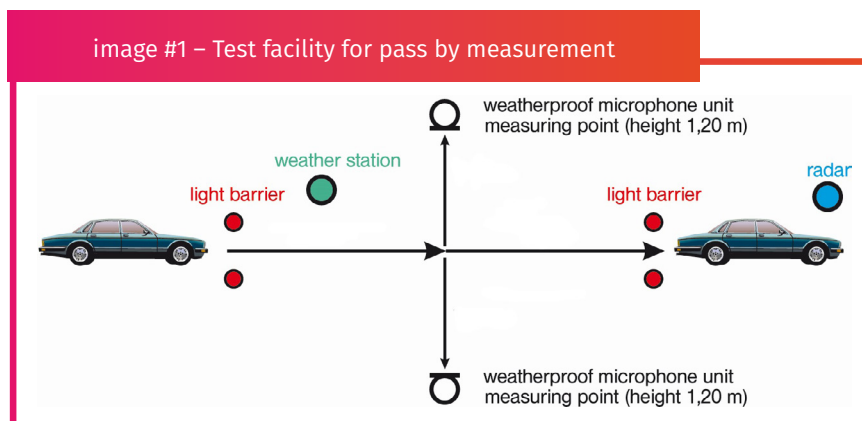 image #1 – Test facility for pass by measurement
weatherproof microphone unit
measuring point (height 1,20 m)
weather station
radar
light barrier
light barrier
weatherproof microphone unit
measuring point (height 1,20 m)